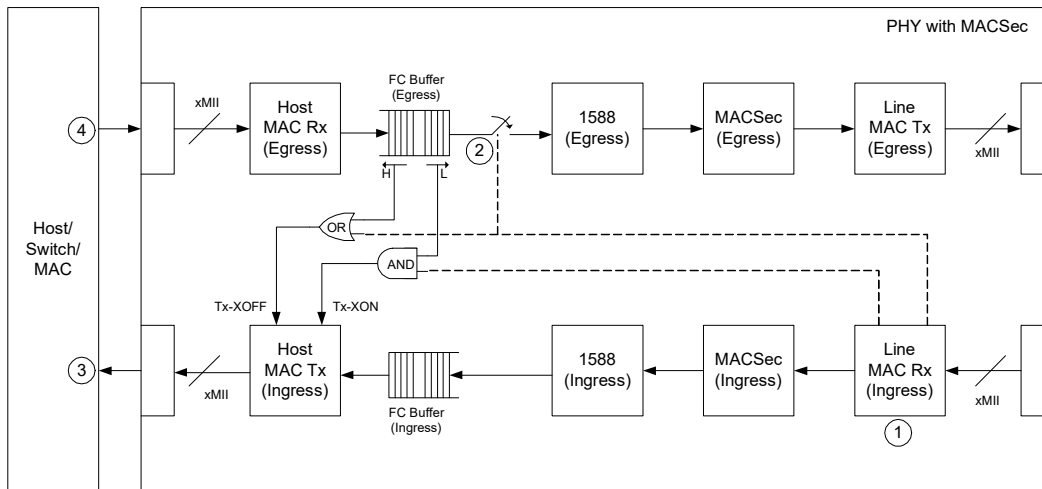 PHY with MACSec
FC Buffer
(Egress)
xMII
Host
MAC Rx
(Egress)
1588
(Egress)
MACSec
(Egress)
Line
MAC Tx
(Egress)
xMII
4
2
H
L
OR
AND
Host/
Switch/
MAC
Tx-XOFF
Tx-XON
3
xMII
Host
MAC Tx
(Ingress)
FC Buffer
(Ingress)
1588
(Ingress)
MACSec
(Ingress)
Line
MAC Rx
(Ingress)
xMII
1